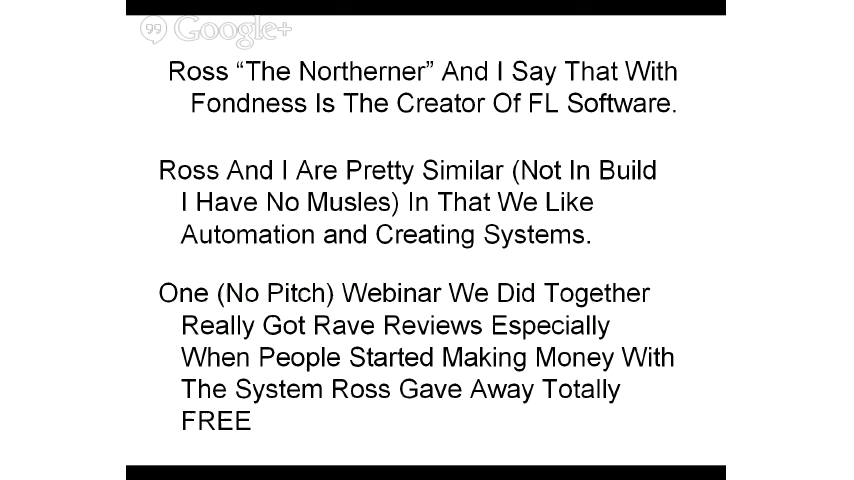 Google+
Ross “The Northerner” And I Say That With
Fondness Is The Creator Of FL Software.
Ross And I Are Pretty Similar (Not In Build
I Have No Musles) In That We Like
Automation and Creating Systems.
One (No Pitch) Webinar We Did Together
Really Got Rave Reviews Especially
When People Started Making Money With
The System Ross Gave Away Totally
FREE